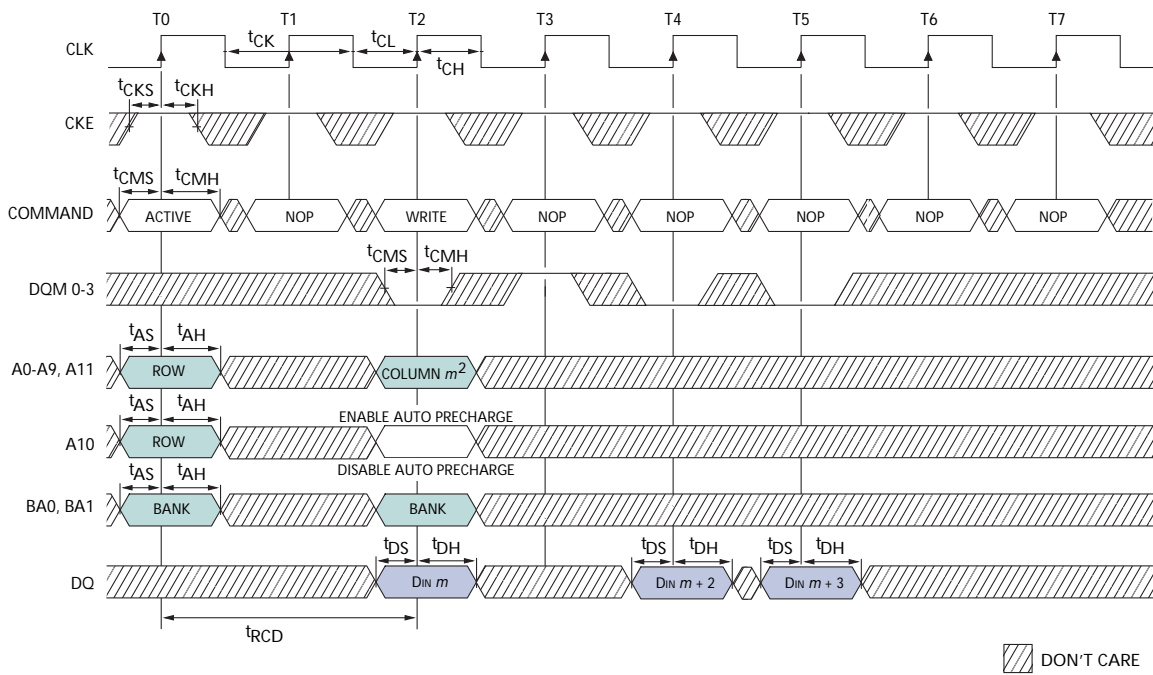 T0 T1 T2 T3 T4 T5 T6 T7
CLK
tCK tCL
tCH
tCKS tCKH
CKE
tCMS tCMH
COMMAND ACTIVE NOP WRITE NOP NOP NOP NOP NOP
tCMS tCMH
DQM 0-3
tAS tAH
A0-A9, A11 ROW COLUMN m2
tAS tAH ENABLE AUTO PRECHARGE
A10 ROW
tAS tAH DISABLE AUTO PRECHARGE
BA0, BA1 BANK BANK
tDS tDH tDS tDH tDS tDH
DQ DIN m DIN m + 2 DIN m + 3
tRCD
DON'T CARE